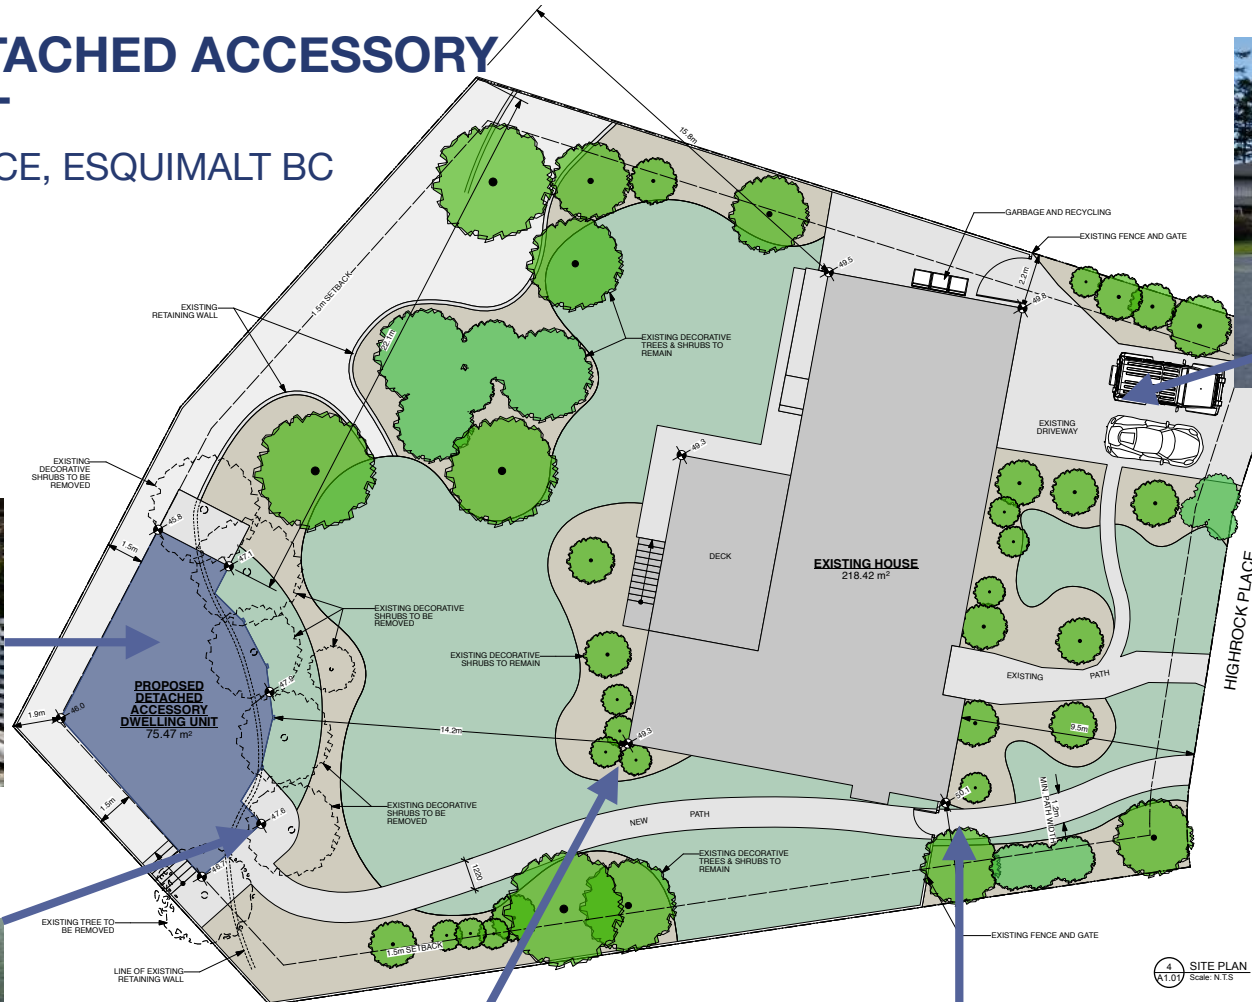 TACHED ACCESSORY
CE, ESQUIMALT BC
15.8m
GARBAGE AND RECYCLING
EXISTING FENCE AND GATE
49.5
2.2m
49.8
1.5m SETBACK
EXISTING
RETAINING WALL
22.1m
EXISTING DECORATIVE
TREES & SHRUBS TO
REMAIN
EXISTING
DRIVEWAY
49.3
EXISTING
DECORATIVE
SHRUBS TO BE
REMOVED
45.8
1.5m
47.1
DECK
EXISTING HOUSE
218.42 m²
HIGHROCK PLACE
EXISTING DECORATIVE
SHRUBS TO BE
REMOVED
EXISTING DECORATIVE
SHRUBS TO REMAIN
EXISTING PATH
PROPOSED
DETACHED
ACCESSORY
DWELLING UNIT
75.47 m²
47.9
1.9m
46.0
14.2m
49.3
9.5m
1.5m
47.6
EXISTING DECORATIVE
SHRUBS TO BE
REMOVED
50.1
1.2m
MIN. PATH WIDTH
NEW PATH
EXISTING DECORATIVE
TREES & SHRUBS TO
REMAIN
1220
EXISTING TREE TO
BE REMOVED
1.5m SETBACK
EXISTING FENCE AND GATE
LINE OF EXISTING
RETAINING WALL
4
A1.01
SITE PLAN
Scale: N.T.S